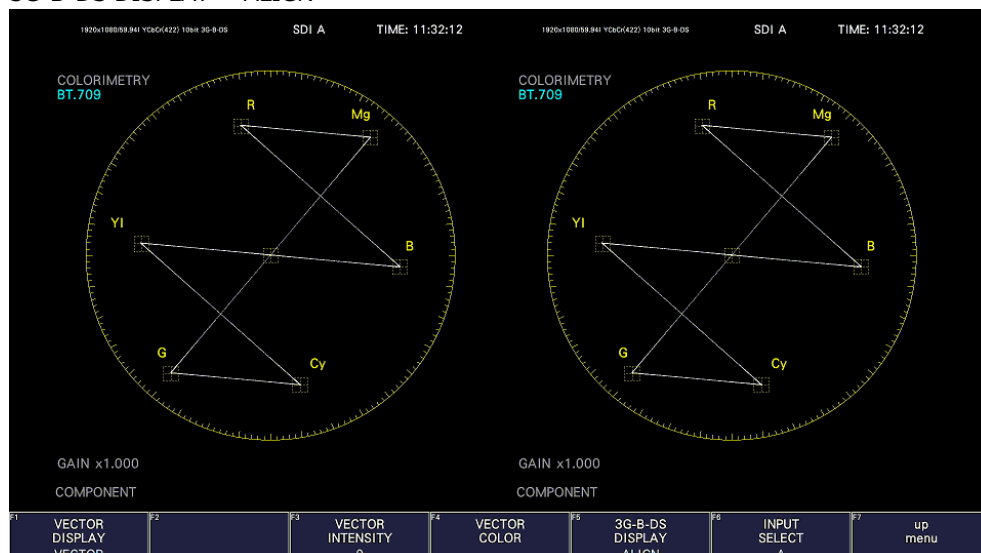 3G-B-DS DISPLAY = ALIGN
1920x1080/59.94I YCbCr(422) 10bit 3G-B-DS SDI A TIME: 11:32:12 1920x1080/59.94I YCbCr(422) 10bit 3G-B-DS SDI A TIME: 11:32:12
COLORIMETRY COLORIMETRY
BT.709 BT.709
R R
Mg Mg
Yl Yl
B B
G G
Cy Cy
GAIN x1.000 GAIN x1.000
COMPONENT COMPONENT
F1 VECTOR F2 F3 VECTOR F4 VECTOR F5 3G-B-DS F6 INPUT F7 up
DISPLAY INTENSITY COLOR DISPLAY SELECT menu
VECTOR 0 ALIGN A